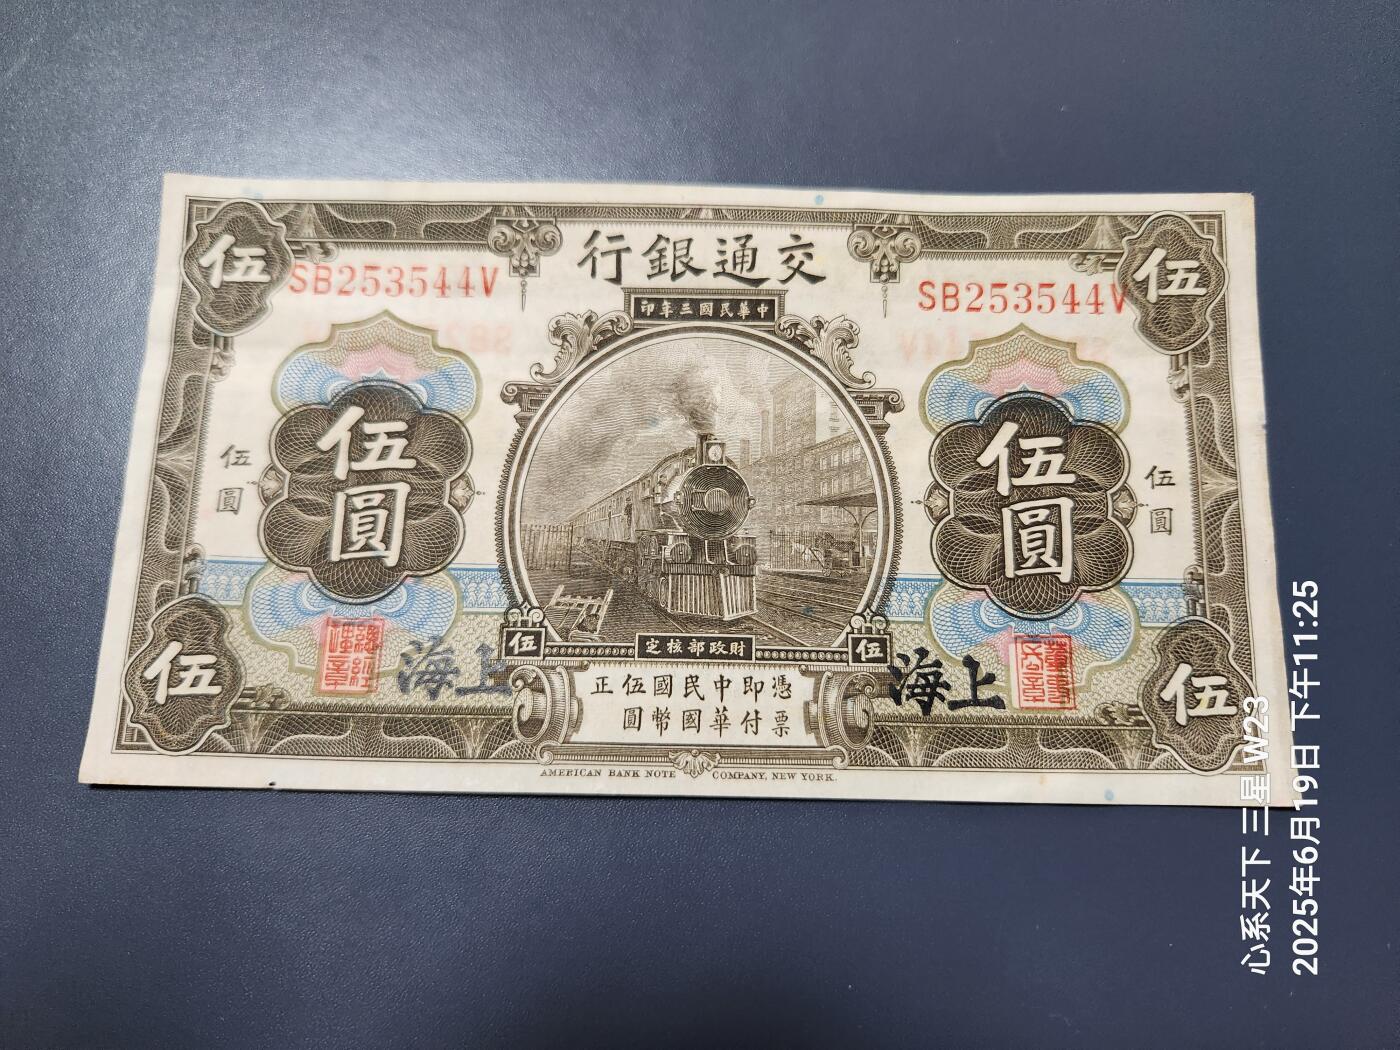 交通銀行
中華民國三年印
SB253544V
SB253544V
伍
伍
伍圓
伍圓
伍圓
伍圓
伍
財政部核定
伍
憑票即付中華民國國幣伍圓正
上海
上海
總經理章
伍
伍
AMERICAN BANK NOTE COMPANY, NEW YORK.
心系天下 三星 W23
2025年6月19日 下午11:25